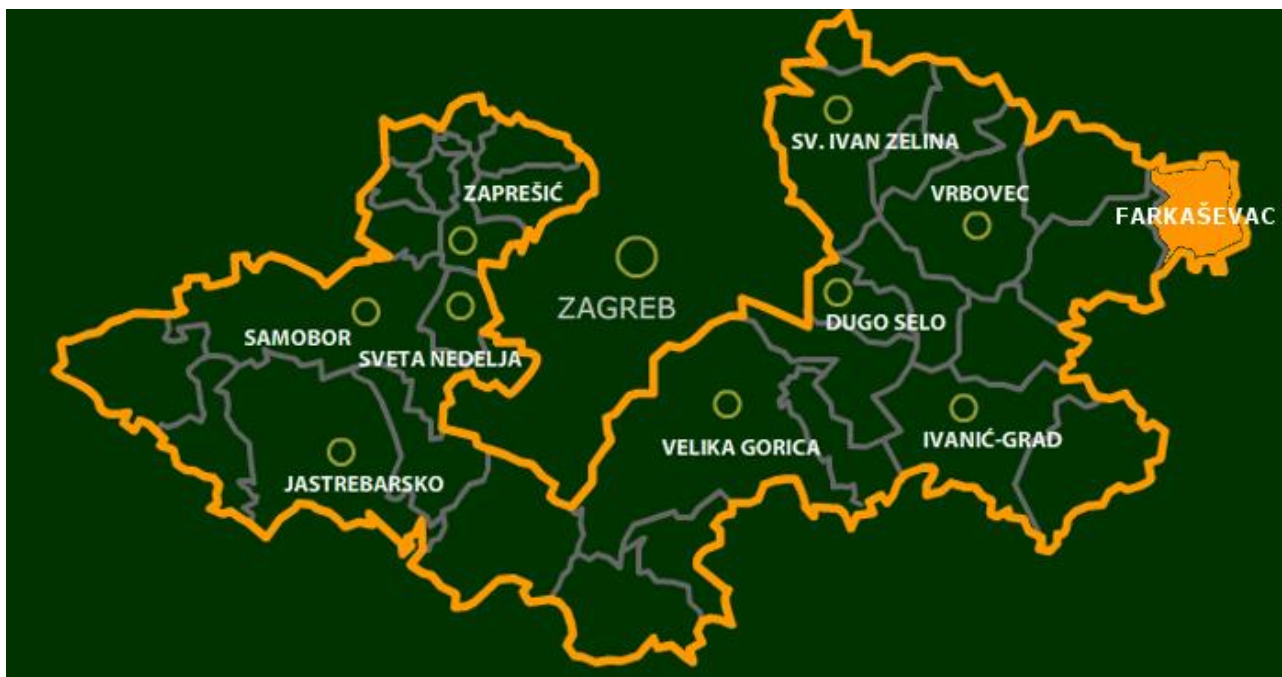 SV. IVAN ZELINA
ZAPREŠIĆ
VRBOVEC
FARKAŠEVAC
ZAGREB
DUGO SELO
SAMOBOR
SVETA NEDELJA
VELIKA GORICA
IVANIĆ-GRAD
JASTREBARSKO